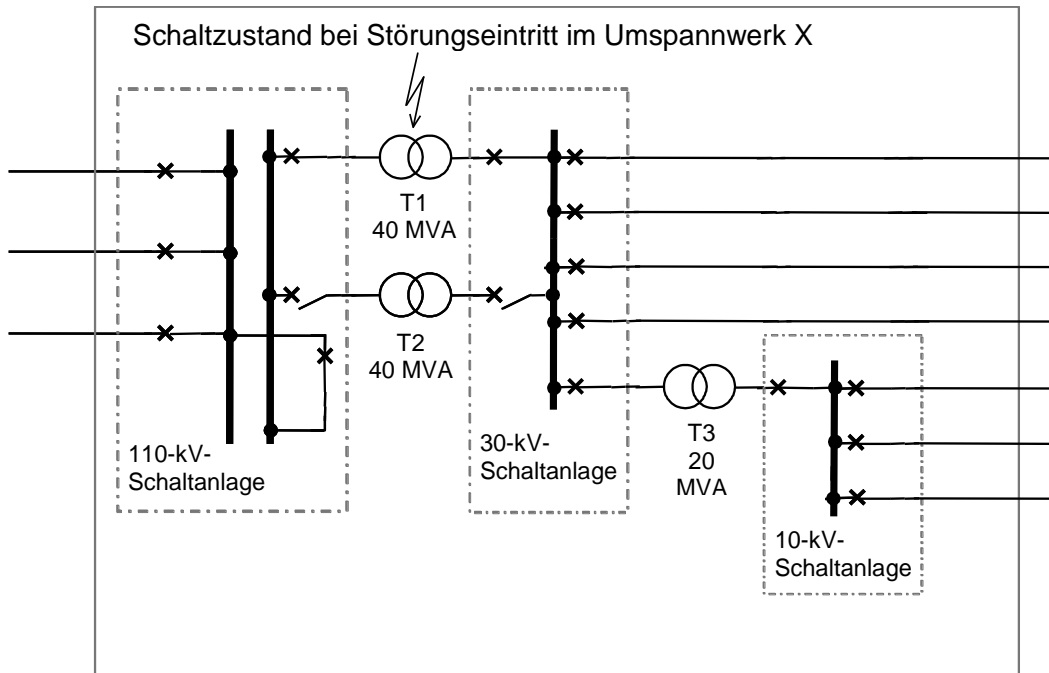 Schaltzustand bei Störungseintritt im Umspannwerk X
T1
40 MVA
T2
40 MVA
T3
20
MVA
110-kV-
Schaltanlage
30-kV-
Schaltanlage
10-kV-
Schaltanlage